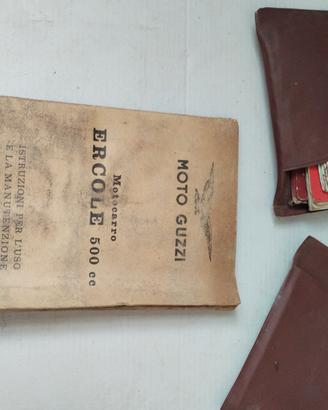 MOTO GUZZI
Motocarro
ERCOLE 500 cc
ISTRUZIONI PER L'USO
E LA MANUTENZIONE